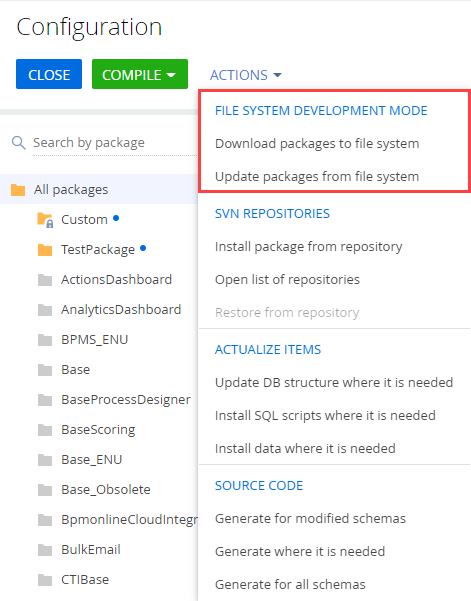 Configuration
CLOSE
COMPILE
ACTIONS
FILE SYSTEM DEVELOPMENT MODE
Download packages to file system
Update packages from file system
SVN REPOSITORIES
Install package from repository
Open list of repositories
Restore from repository
ACTUALIZE ITEMS
Update DB structure where it is needed
Install SQL scripts where it is needed
Install data where it is needed
SOURCE CODE
Generate for modified schemas
Generate where it is needed
Generate for all schemas
Search by package
All packages
Custom
TestPackage
ActionsDashboard
AnalyticsDashboard
BPMS_ENU
Base
BaseProcessDesigner
BaseScoring
Base_ENU
Base_Obsolete
BpmonlineCloudIntegr
BulkEmail
CTIBase